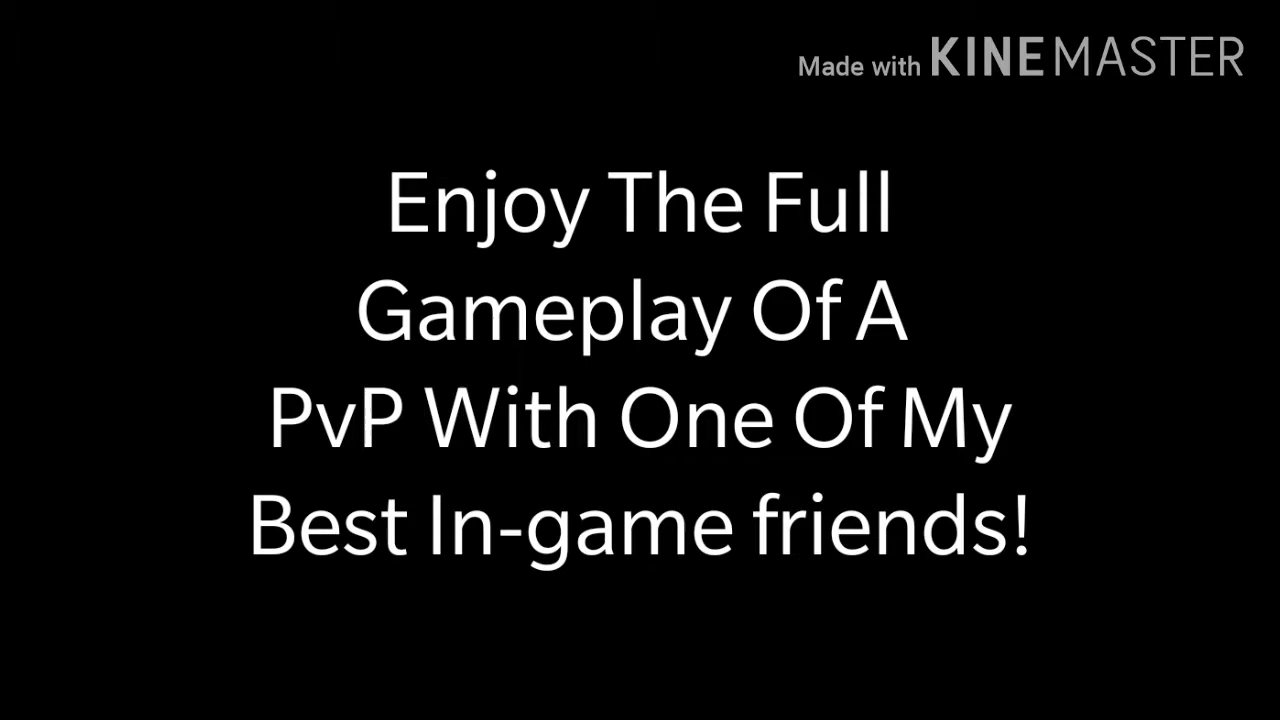 Made with KINEMASTER
Enjoy The Full
Gameplay Of A
PvP With One Of My
Best In-game friends!